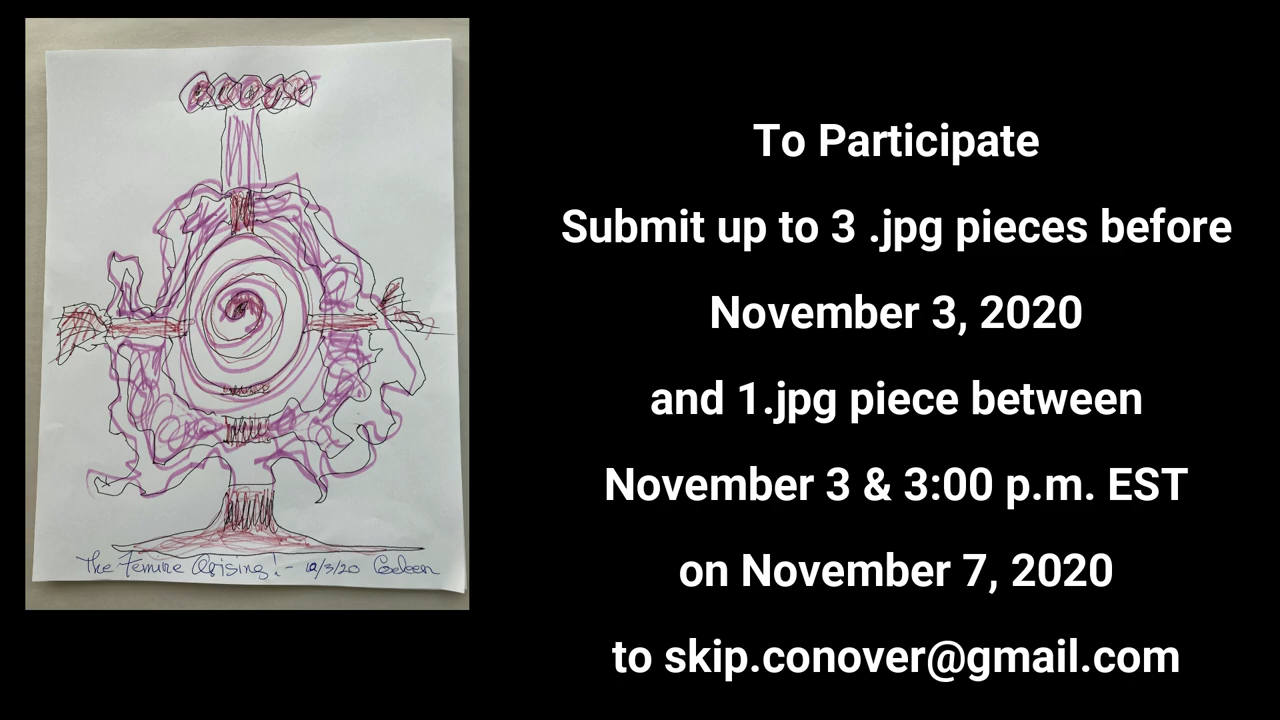 The Femine Arising! - 10/3/20
To Participate
Submit up to 3 .jpg pieces before
November 3, 2020
and 1.jpg piece between
November 3 & 3:00 p.m. EST
on November 7, 2020
to skip.conover@gmail.com